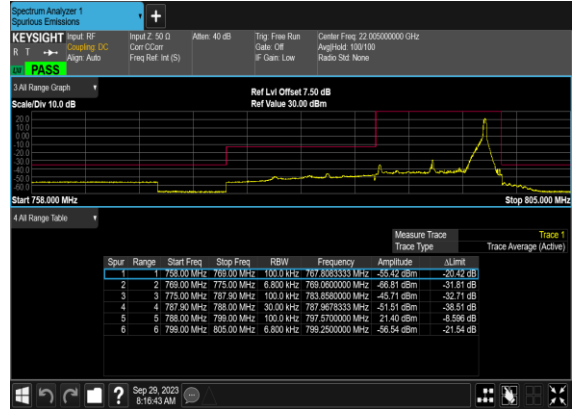 Spectrum Analyzer 1
Spurious Emissions
KEYSIGHT Input: RF Input Z: 50 Ω Atten: 40 dB Trig: Free Run Center Freq: 22.005000000 GHz
R T Coupling: DC Corr CCorr Gate: Off Avg|Hold: 100/100
Align: Auto Freq Ref: Int (S) IF Gain: Low Radio Std: None
LW PASS
3 All Range Graph Ref Lvl Offset 7.50 dB
Scale/Div 10.0 dB Ref Value 30.00 dBm
20.0
10.0
0.00
-10.0
-20.0
-30.0
-40.0
-50.0
-60.0
Start 758.000 MHz Stop 805.000 MHz
4 All Range Table
Measure Trace Trace 1
Trace Type Trace Average (Active)
Spur Range Start Freq Stop Freq RBW Frequency Amplitude ΔLimit
1 1 758.00 MHz 769.00 MHz 100.0 kHz 767.8083333 MHz -55.42 dBm -20.42 dB
2 2 769.00 MHz 775.00 MHz 6.800 kHz 769.0600000 MHz -66.81 dBm -31.81 dB
3 3 775.00 MHz 787.90 MHz 100.0 kHz 783.8580000 MHz -45.71 dBm -32.71 dB
4 4 787.90 MHz 788.00 MHz 30.00 kHz 787.9678333 MHz -51.51 dBm -38.51 dB
5 5 788.00 MHz 799.00 MHz 100.0 kHz 797.5700000 MHz 21.40 dBm -8.596 dB
6 6 799.00 MHz 805.00 MHz 6.800 kHz 799.2500000 MHz -56.54 dBm -21.54 dB
? Sep 29, 2023
8:16:43 AM